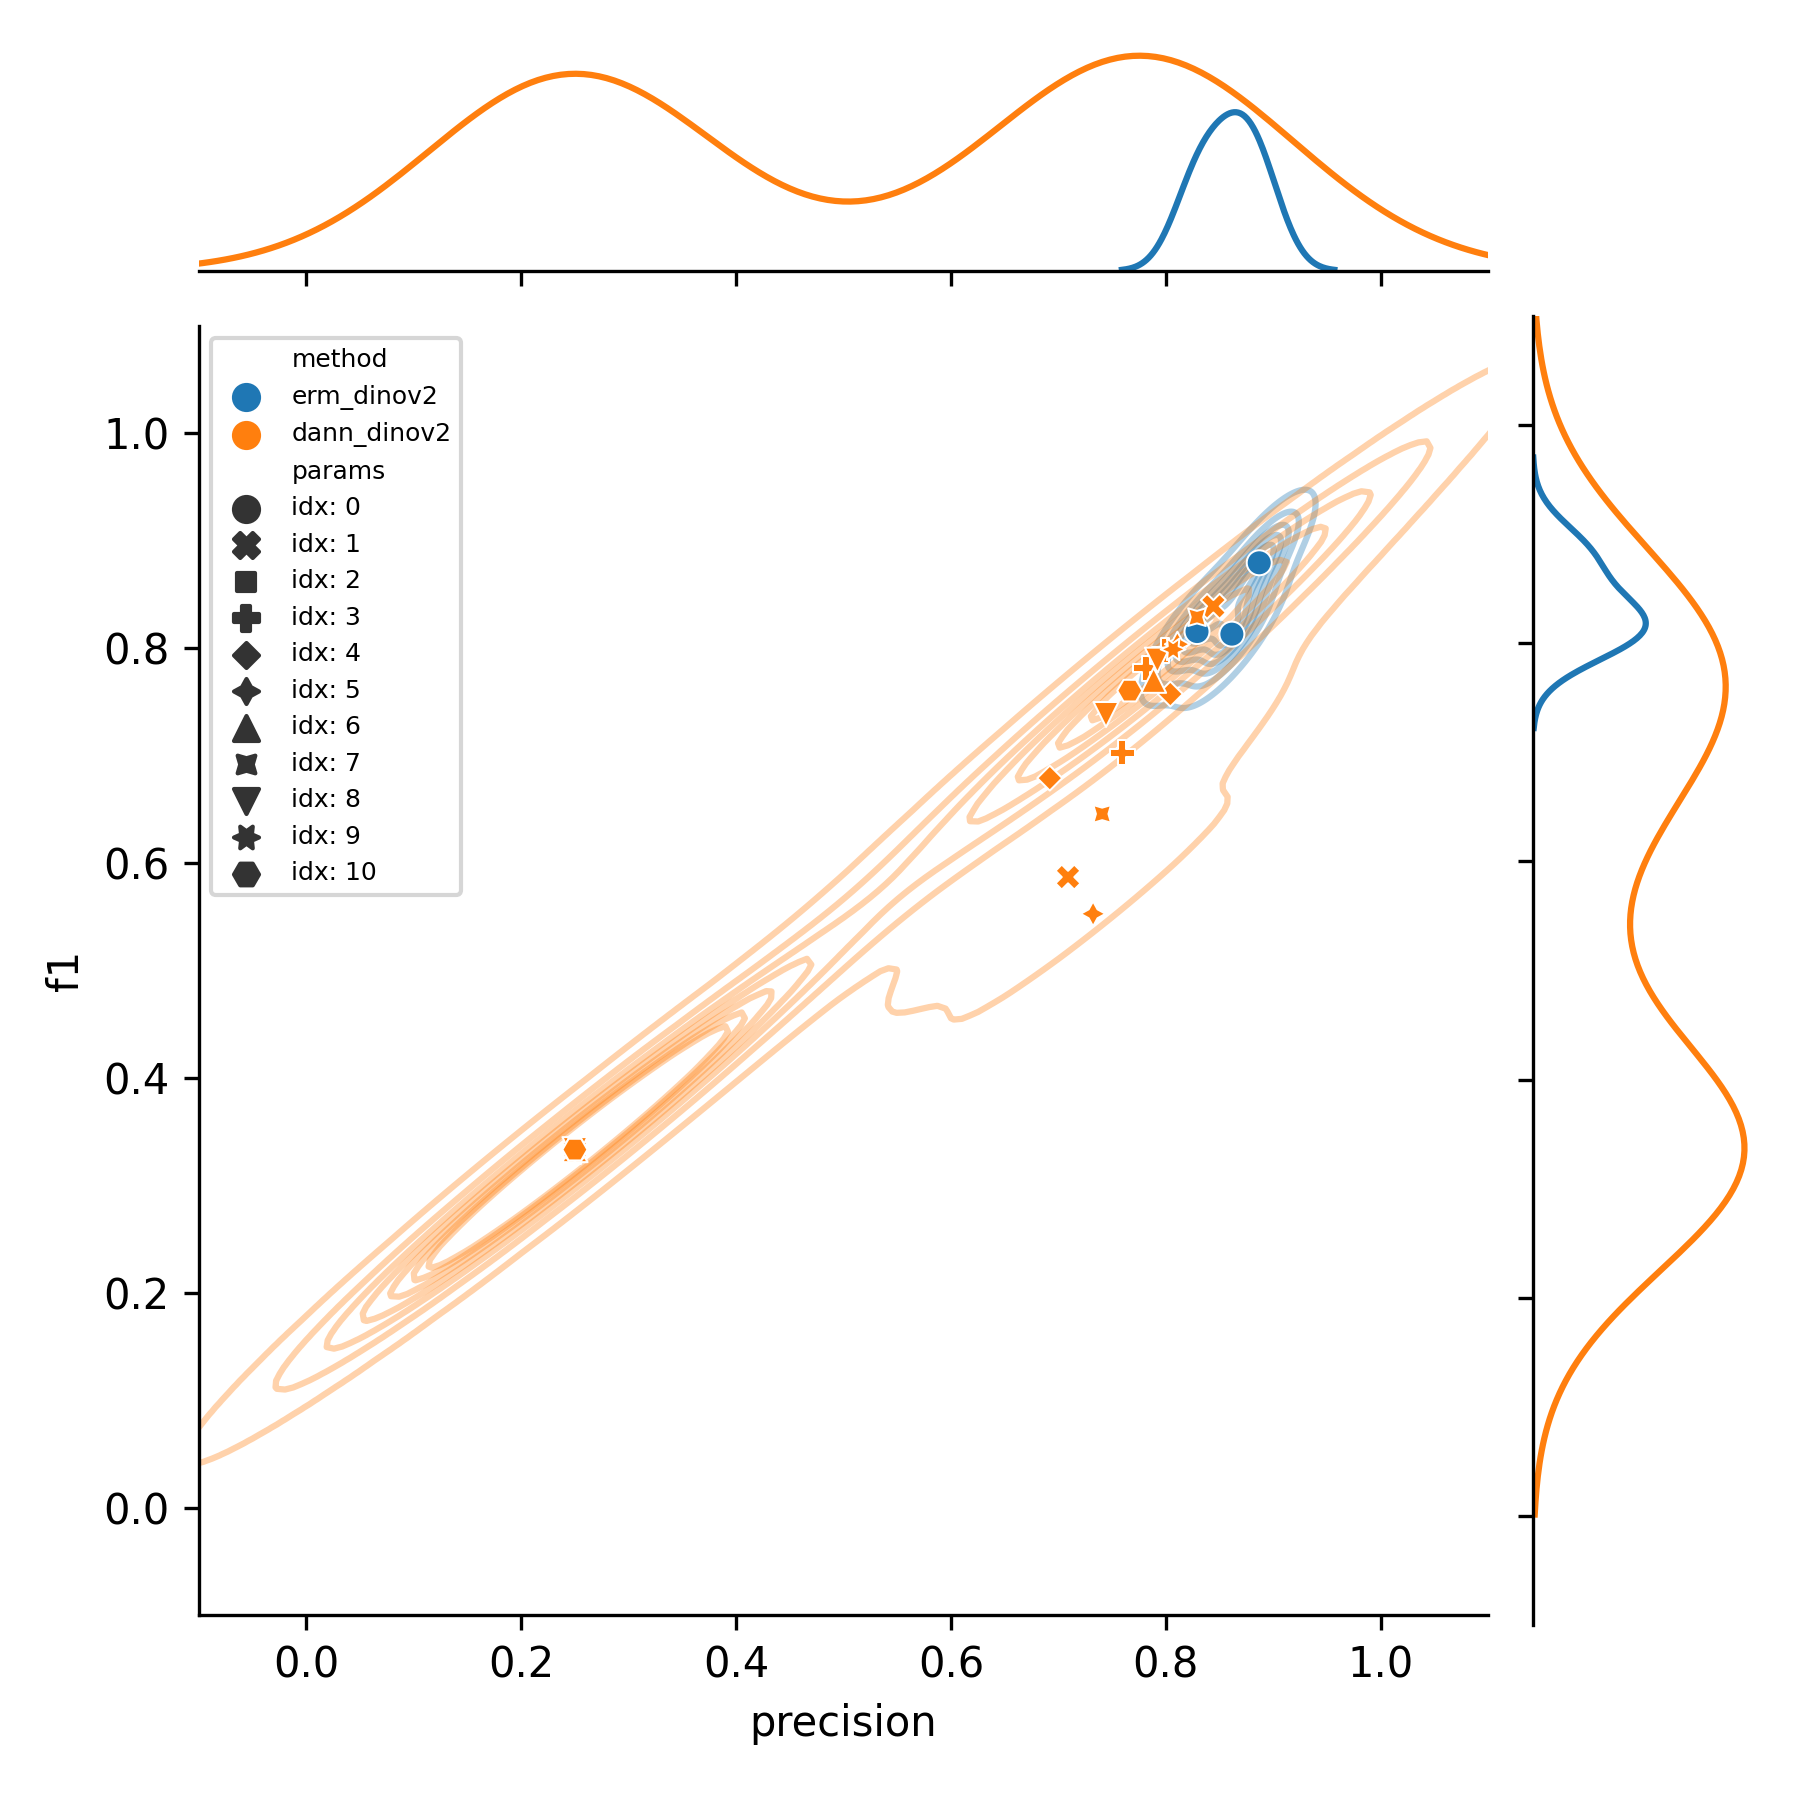 method
erm_dinov2
dann_dinov2
params
idx: 0
idx: 1
idx: 2
idx: 3
idx: 4
idx: 5
idx: 6
idx: 7
idx: 8
idx: 9
idx: 10
1.0
0.8
0.6
0.4
0.2
0.0
f1
0.0 0.2 0.4 0.6 0.8 1.0
precision